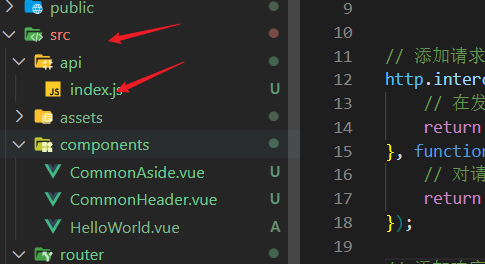 public
src
api
JS index.js U
assets
components
CommonAside.vue U
CommonHeader.vue U
HelloWorld.vue A
router
9
10
11 // 添加请求
12 http.interc
13 // 在发
14 return
15 }, function
16 // 对请
17 return
18 });
19